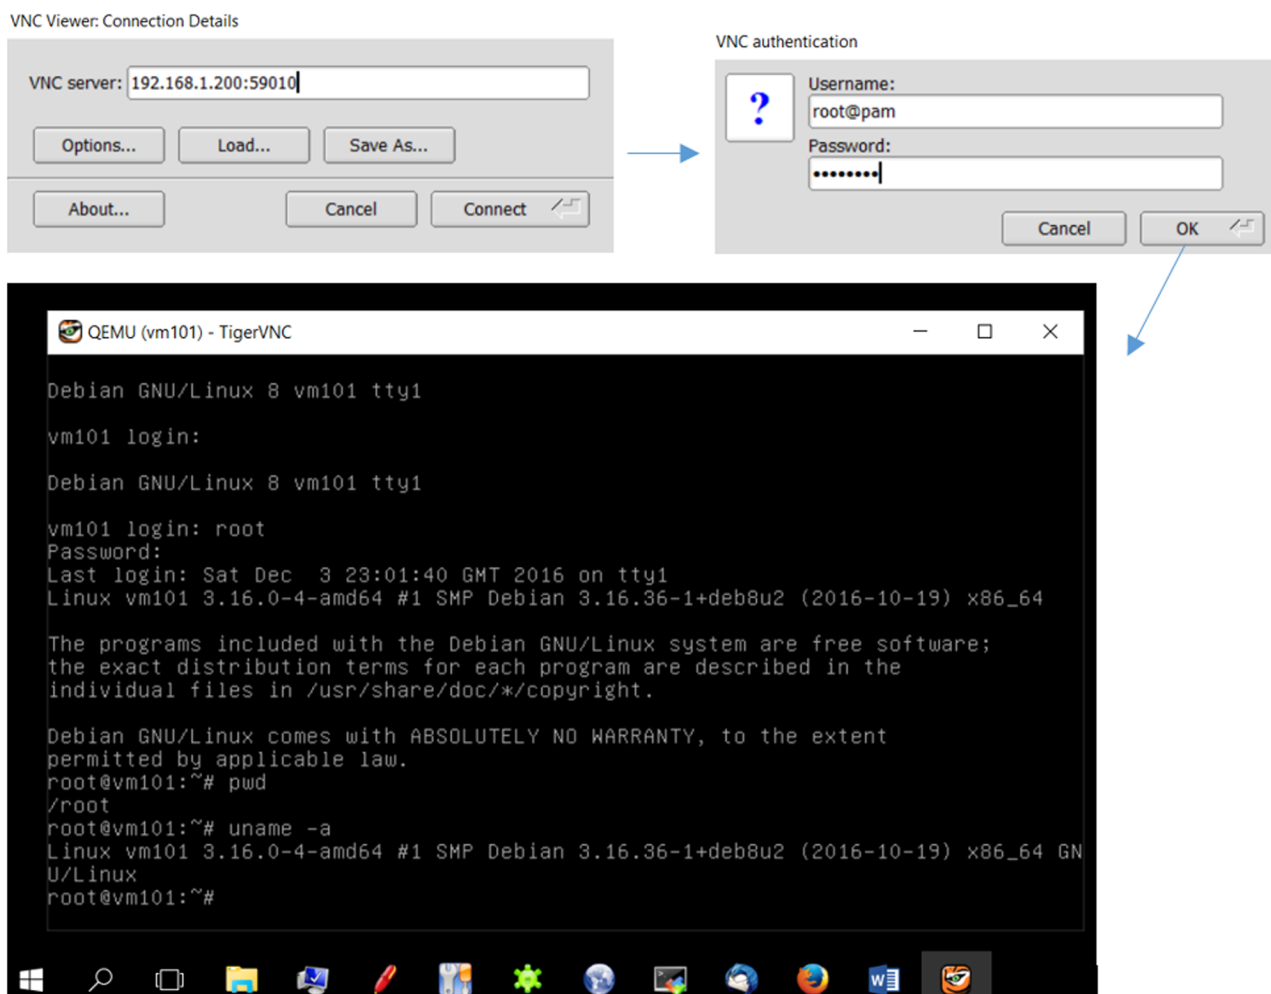 VNC Viewer: Connection Details
VNC server: 192.168.1.200:59010
Options... Load... Save As...
About... Cancel Connect
VNC authentication
?
Username:
root@pam
Password:
••••••••
Cancel OK
QEMU (vm101) - TigerVNC
Debian GNU/Linux 8 vm101 tty1
vm101 login:
Debian GNU/Linux 8 vm101 tty1
vm101 login: root
Password:
Last login: Sat Dec  3 23:01:40 GMT 2016 on tty1
Linux vm101 3.16.0-4-amd64 #1 SMP Debian 3.16.36-1+deb8u2 (2016-10-19) x86_64
The programs included with the Debian GNU/Linux system are free software;
the exact distribution terms for each program are described in the
individual files in /usr/share/doc/*/copyright.
Debian GNU/Linux comes with ABSOLUTELY NO WARRANTY, to the extent
permitted by applicable law.
root@vm101:~# pwd
/root
root@vm101:~# uname -a
Linux vm101 3.16.0-4-amd64 #1 SMP Debian 3.16.36-1+deb8u2 (2016-10-19) x86_64 GN
U/Linux
root@vm101:~#